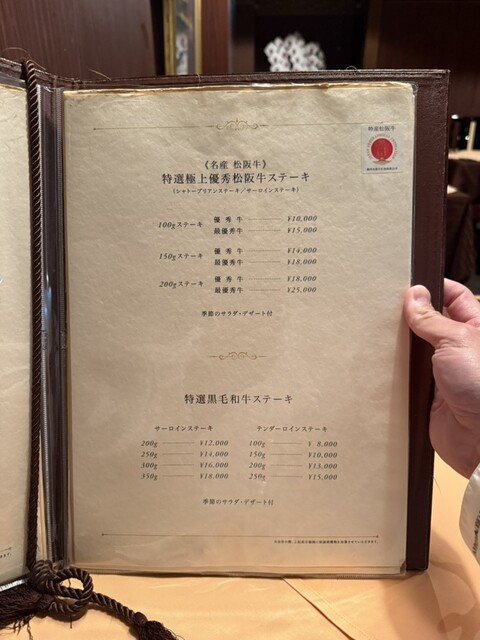 特産松阪牛
《名産 松阪牛》
特選極上優秀松阪牛ステーキ
(シャトーブリアンステーキ/サーロインステーキ)
100gステーキ 優秀牛 ¥10,000
最優秀牛 ¥15,000
150gステーキ 優秀牛 ¥14,000
最優秀牛 ¥18,000
200gステーキ 優秀牛 ¥18,000
最優秀牛 ¥25,000
季節のサラダ・デザート付
特選黒毛和牛ステーキ
サーロインステーキ テンダーロインステーキ
200g ¥12,000 100g ¥ 8,000
250g ¥14,000 150g ¥10,000
300g ¥16,000 200g ¥13,000
350g ¥18,000 250g ¥15,000
季節のサラダ・デザート付